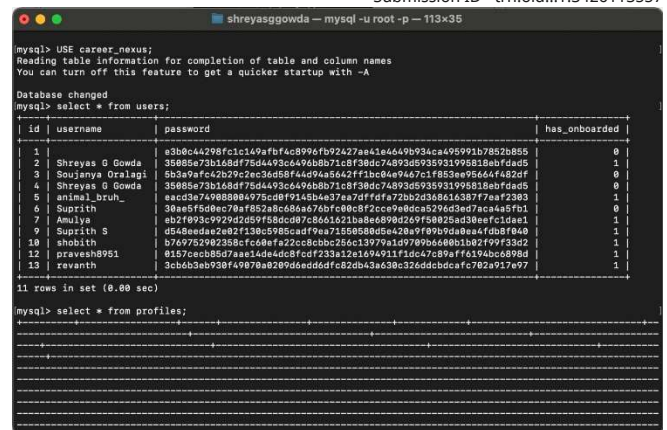 shreyasggowda — mysql -u root -p — 113×35
mysql> USE career_nexus;
Reading table information for completion of table and column names
You can turn off this feature to get a quicker startup with -A
Database changed
mysql> select * from users;
| id | username | password | has_onboarded |
| 1 | | e3b0c44298fc1c149afbf4c8996fb92427ae41e4649b934ca495991b7852b855 | 0 |
| 2 | Shreyas G Gowda | 35085e73b168df75d4493c6496b8b71c8f30dc74893d5935931995818ebfdad5 | 1 |
| 3 | Soujanya Oralagi | 5b3a9afc42b29c2ec36d58f44d94a5642ff1bc04e9467c1f853ee95664f482df | 0 |
| 4 | Shreyas G Gowda | 35085e73b168df75d4493c6496b8b71c8f30dc74893d5935931995818ebfdad5 | 0 |
| 5 | animal_bruh_ | eacd3e749088004975cd0f9145b4e37ea7dffdfa72bb2d368616387f7eaf2303 | 1 |
| 6 | Suprith | 30ae5f5d0ec70af852a8c686a676bfc00c8f2cce9e0dca5296d3ed7aca4a5fb1 | 0 |
| 7 | Amulya | eb2f093c9929d2d59f58dcd07c8661621ba8e6890d269f50025ad30eefc1dae1 | 1 |
| 9 | Suprith S | d548eedae2e02f130c5985cadf9ea71550580d5e420a9f09b9da0ea4fdb8f040 | 1 |
| 10 | shobith | b769752902358cfc60efa22cc8cbbc256c13979a1d9709b6600b1b02f99f33d2 | 1 |
| 12 | pravesh8951 | 0157cecb85d7aae14de4dc8fcdf233a12e1694911f1dc47c89aff6194bc6898d | 1 |
| 13 | revanth | 3cb6b3eb930f49070a0209d6edd6dfc82db43a630c326ddcbdcafc702a917e97 | 1 |
11 rows in set (0.00 sec)
mysql> select * from profiles;